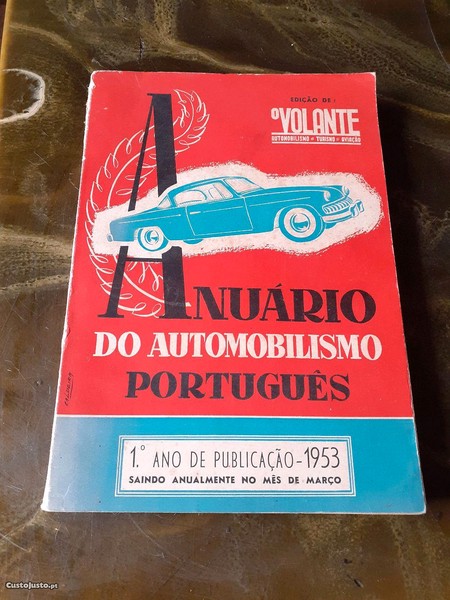 EDIÇÃO DE
O VOLANTE
AUTOMOBILISMO - TURISMO - AVIAÇÃO
ANUÁRIO
DO AUTOMOBILISMO
PORTUGUÊS
1.º ANO DE PUBLICAÇÃO - 1953
SAINDO ANUALMENTE NO MÊS DE MARÇO
CustoJusto.pt